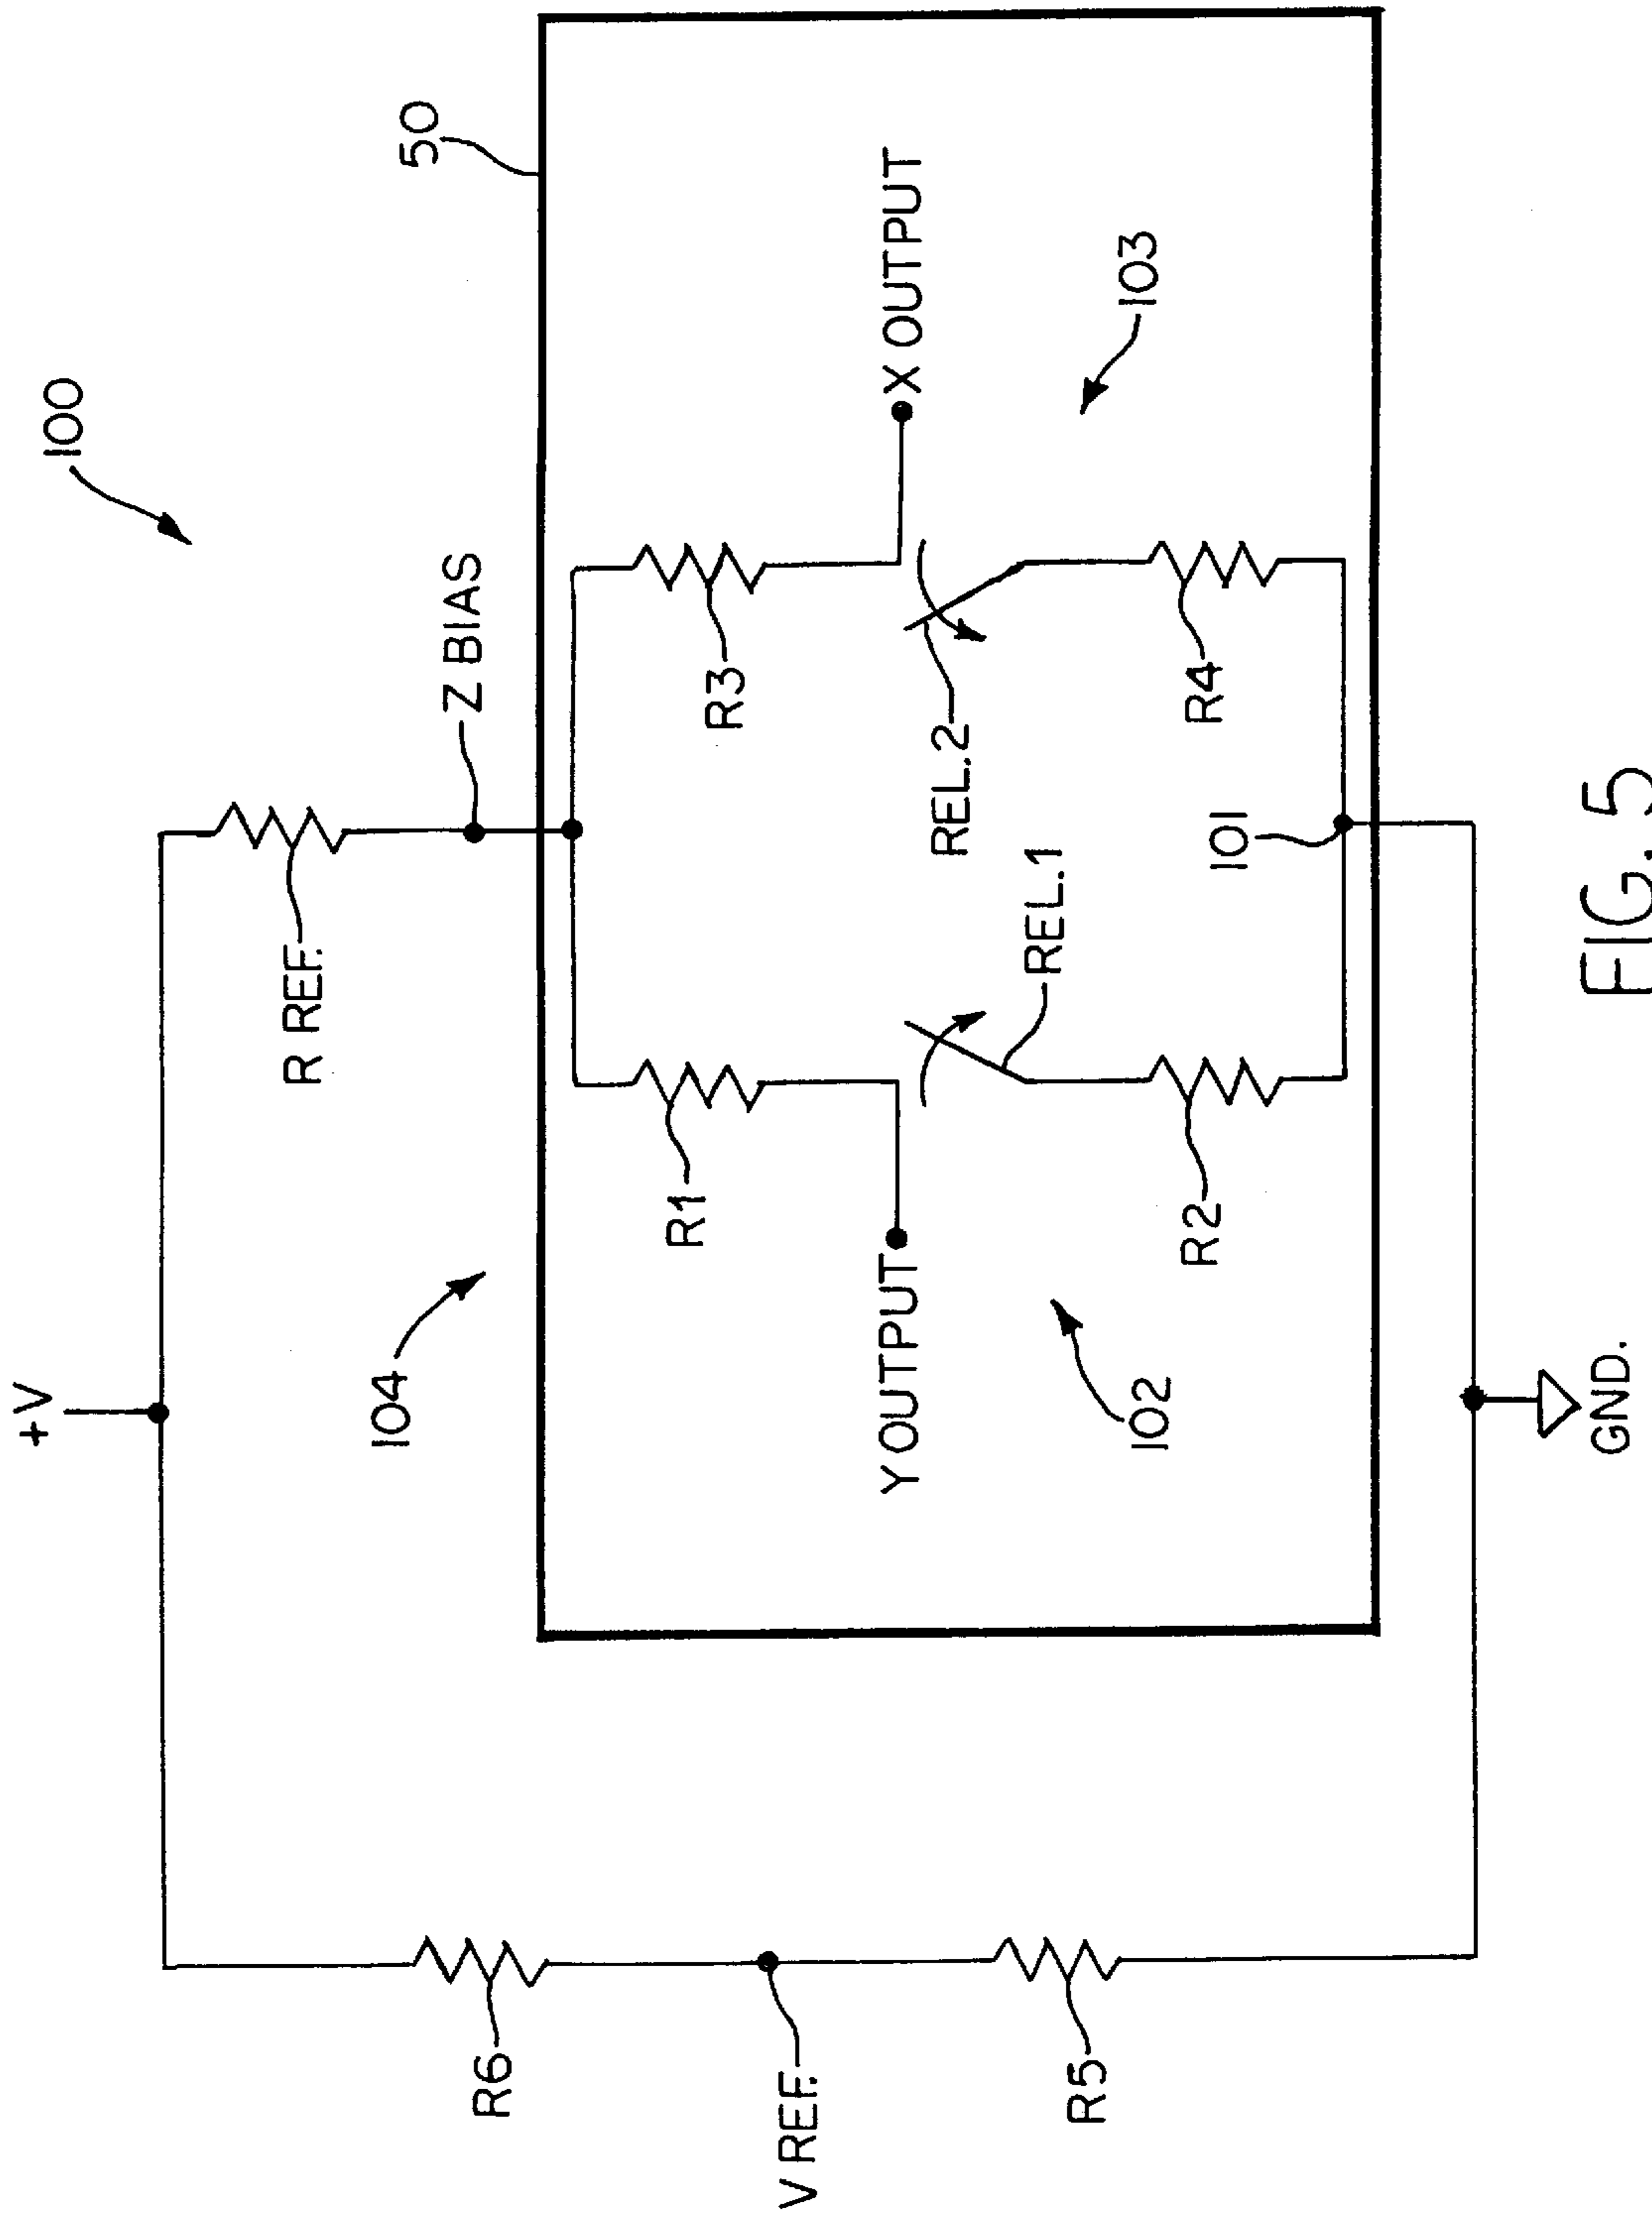 100
+V
R REF.
Z BIAS
50
104
R1
R3
Y OUTPUT
X OUTPUT
REL.2
REL.1
102
103
R2
R4
101
R6
V REF.
R5
GND.
FIG. 5